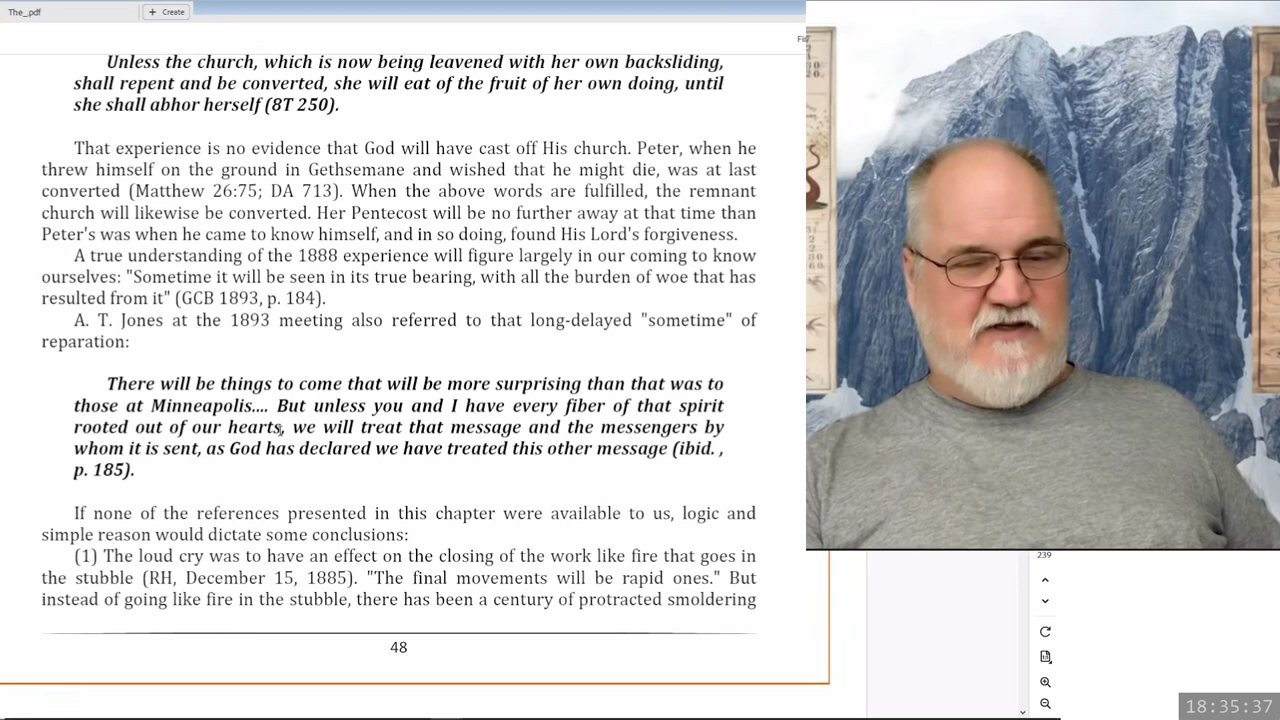 The_.pdf
+ Create
Unless the church, which is now being leavened with her own backsliding,
shall repent and be converted, she will eat of the fruit of her own doing, until
she shall abhor herself (8T 250).
That experience is no evidence that God will have cast off His church. Peter, when he
threw himself on the ground in Gethsemane and wished that he might die, was at last
converted (Matthew 26:75; DA 713). When the above words are fulfilled, the remnant
church will likewise be converted. Her Pentecost will be no further away at that time than
Peter's was when he came to know himself, and in so doing, found His Lord's forgiveness.
A true understanding of the 1888 experience will figure largely in our coming to know
ourselves: "Sometime it will be seen in its true bearing, with all the burden of woe that has
resulted from it" (GCB 1893, p. 184).
A. T. Jones at the 1893 meeting also referred to that long-delayed "sometime" of
reparation:
There will be things to come that will be more surprising than that was to
those at Minneapolis.... But unless you and I have every fiber of that spirit
rooted out of our hearts, we will treat that message and the messengers by
whom it is sent, as God has declared we have treated this other message (ibid. ,
p. 185).
If none of the references presented in this chapter were available to us, logic and
simple reason would dictate some conclusions:
(1) The loud cry was to have an effect on the closing of the work like fire that goes in
the stubble (RH, December 15, 1885). "The final movements will be rapid ones." But
instead of going like fire in the stubble, there has been a century of protracted smoldering
48
239
18:35:37